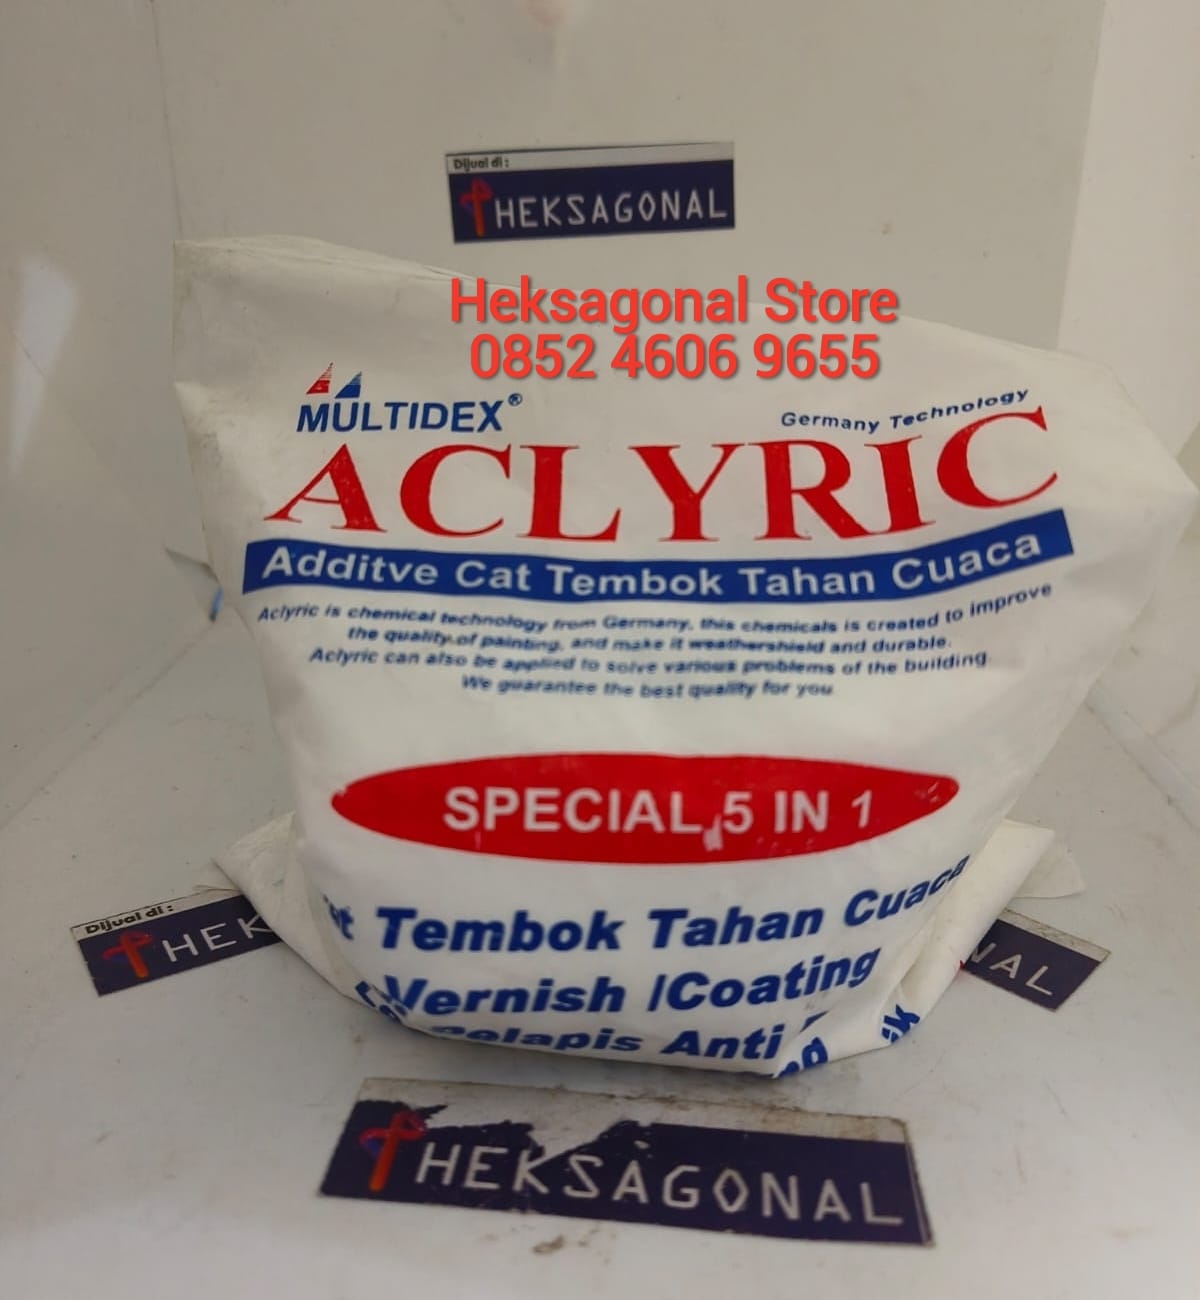 Dijual di :
HEKSAGONAL
Heksagonal Store
0852 4606 9655
MULTIDEX®
Germany Technology
ACLYRIC
Additve Cat Tembok Tahan Cuaca
Aclyric is chemical technology from Germany, this chemicals is created to improve
the quality of painting, and make it weathershield and durable.
Aclyric can also be applied to solve various problems of the building
We guarantee the best quality for you
SPECIAL 5 IN 1
Tembok Tahan Cuaca
Vernish /Coating
Pelapis Anti
Dijual di :
HEK
NAL
HEKSAGONAL